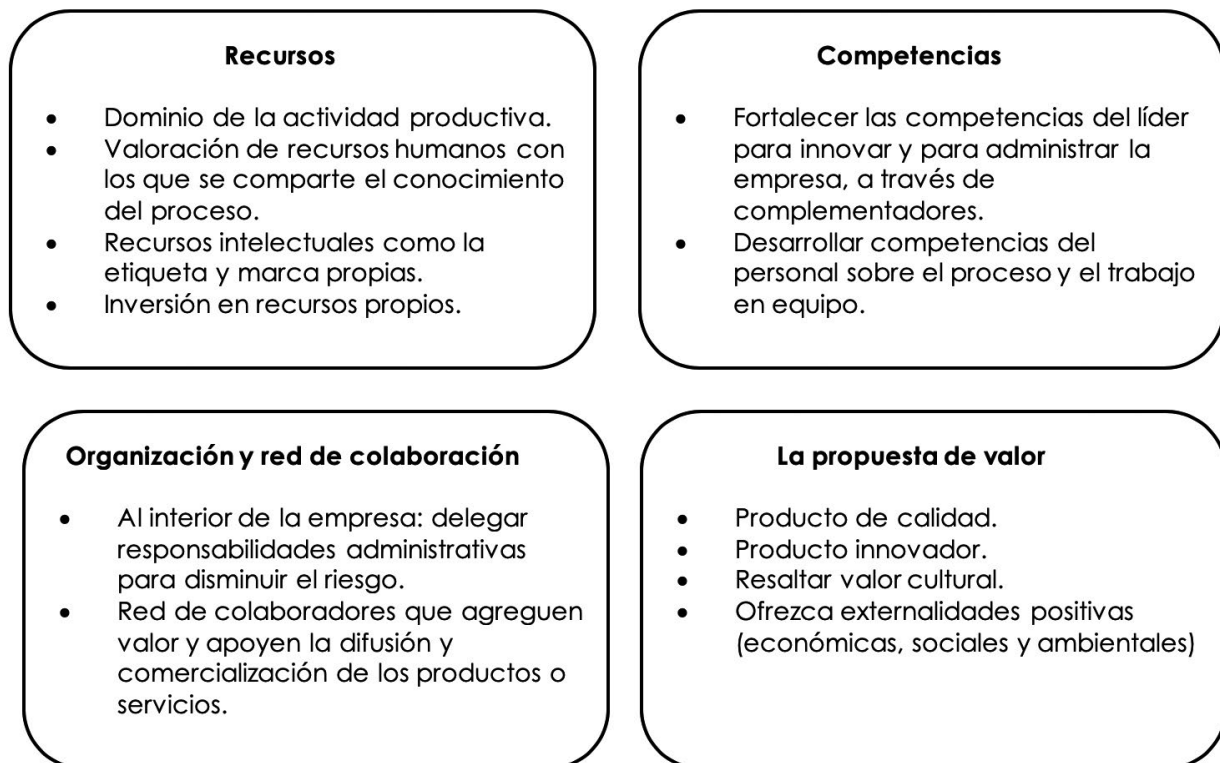 Recursos
• Dominio de la actividad productiva.
• Valoración de recursos humanos con
los que se comparte el conocimiento
del proceso.
• Recursos intelectuales como la
etiqueta y marca propias.
• Inversión en recursos propios.
Competencias
• Fortalecer las competencias del líder
para innovar y para administrar la
empresa, a través de
complementadores.
• Desarrollar competencias del
personal sobre el proceso y el trabajo
en equipo.
Organización y red de colaboración
• Al interior de la empresa: delegar
responsabilidades administrativas
para disminuir el riesgo.
• Red de colaboradores que agreguen
valor y apoyen la difusión y
comercialización de los productos o
servicios.
La propuesta de valor
• Producto de calidad.
• Producto innovador.
• Resaltar valor cultural.
• Ofrezca externalidades positivas
(económicas, sociales y ambientales)